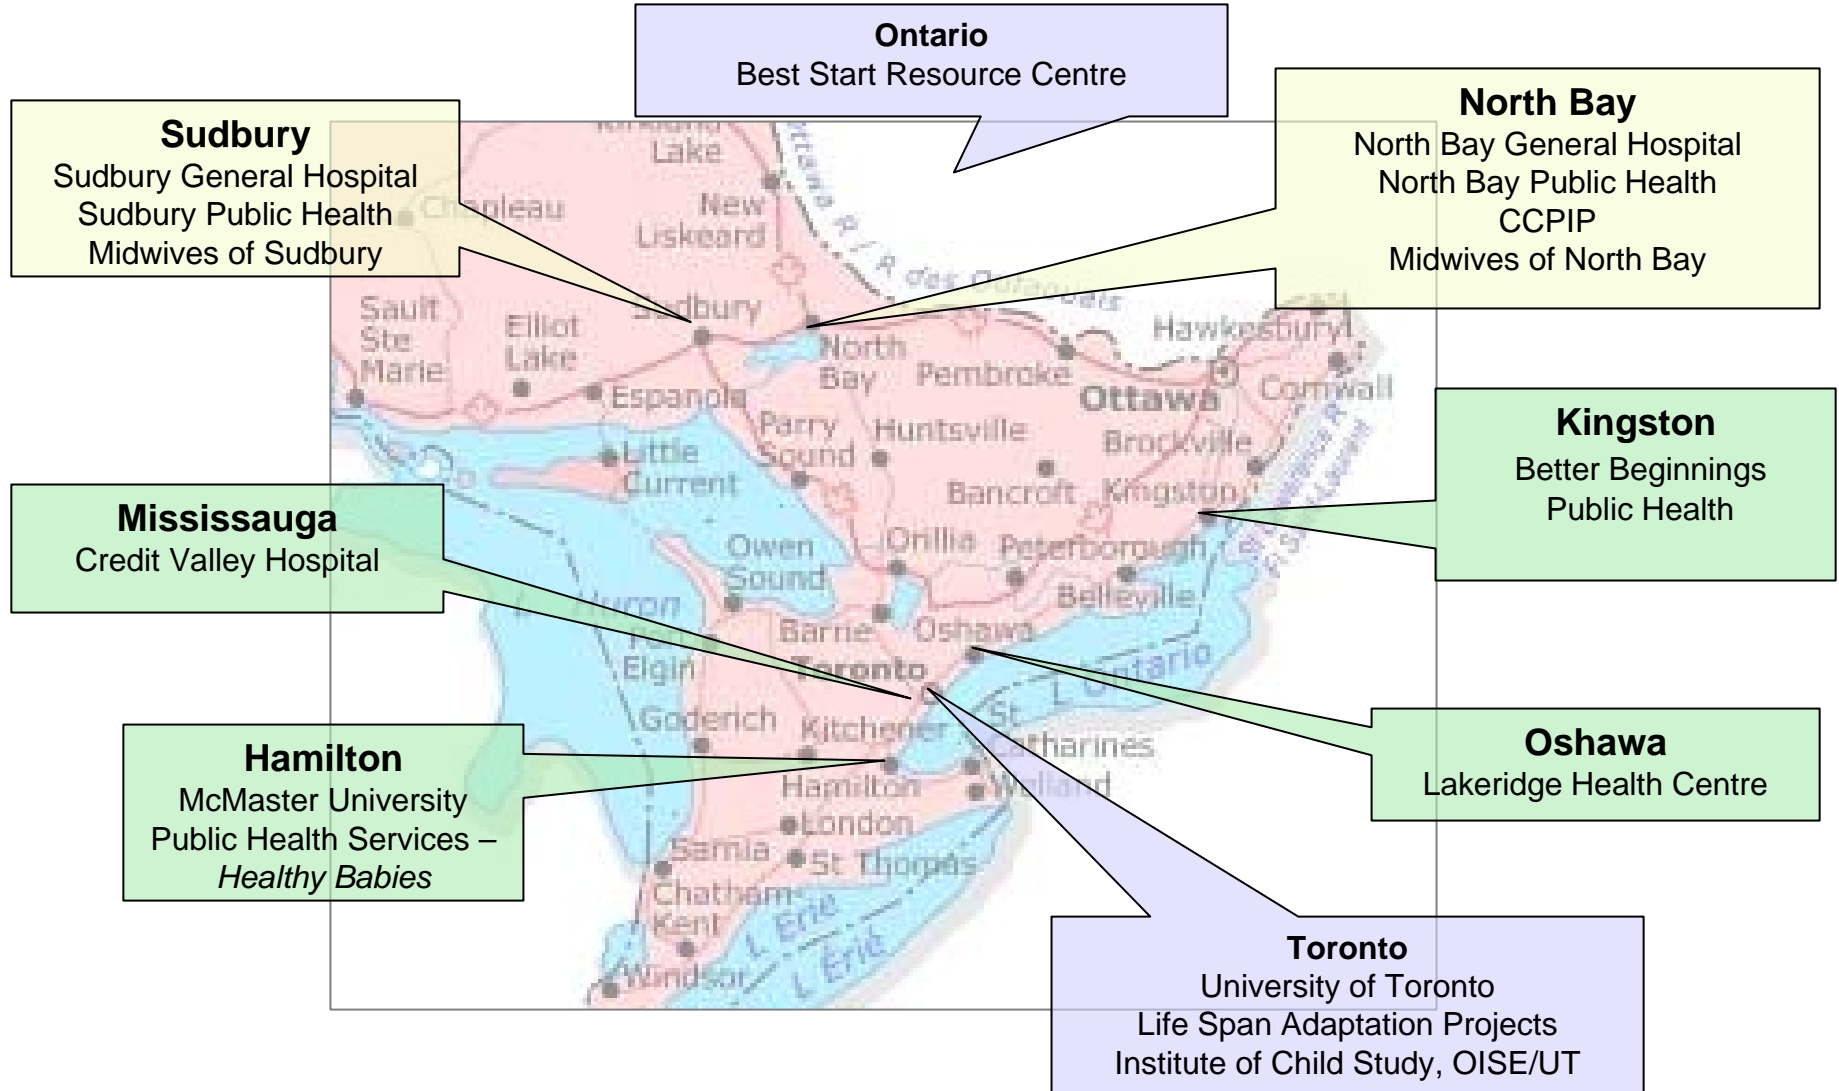 Ontario
Best Start Resource Centre
Sudbury
Sudbury General Hospital
Sudbury Public Health
Midwives of Sudbury
North Bay
North Bay General Hospital
North Bay Public Health
CCPIP
Midwives of North Bay
Kingston
Better Beginnings
Public Health
Mississauga
Credit Valley Hospital
Hamilton
McMaster University
Public Health Services –
Healthy Babies
Oshawa
Lakeridge Health Centre
Toronto
University of Toronto
Life Span Adaptation Projects
Institute of Child Study, OISE/UT
Lake
Chapleau
New
Liskeard
Ottawa R / R des Outaouais
Sault
Ste
Marie
Elliot
Lake
Sudbury
Espanola
North
Bay
Pembroke
Hawkesbury
Ottawa
Cornwall
Parry
Sound
Huntsville
Brockville
Little
Current
Bancroft
Kingston
Owen
Sound
Orillia
Peterborough
Belleville
Huron
Barrie
Oshawa
Elgin
Toronto
L Ontario
Goderich
Kitchener
St
Catharines
Hamilton
Welland
London
Sarnia
St Thomas
Chatham-
Kent
L Erie
L Érié
Windsor